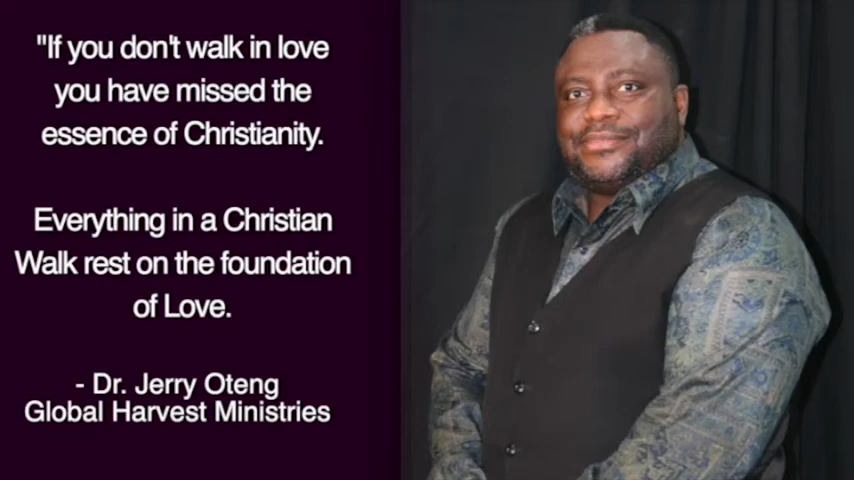 "If you don't walk in love
you have missed the
essence of Christianity.
Everything in a Christian
Walk rest on the foundation
of Love.
- Dr. Jerry Oteng
Global Harvest Ministries